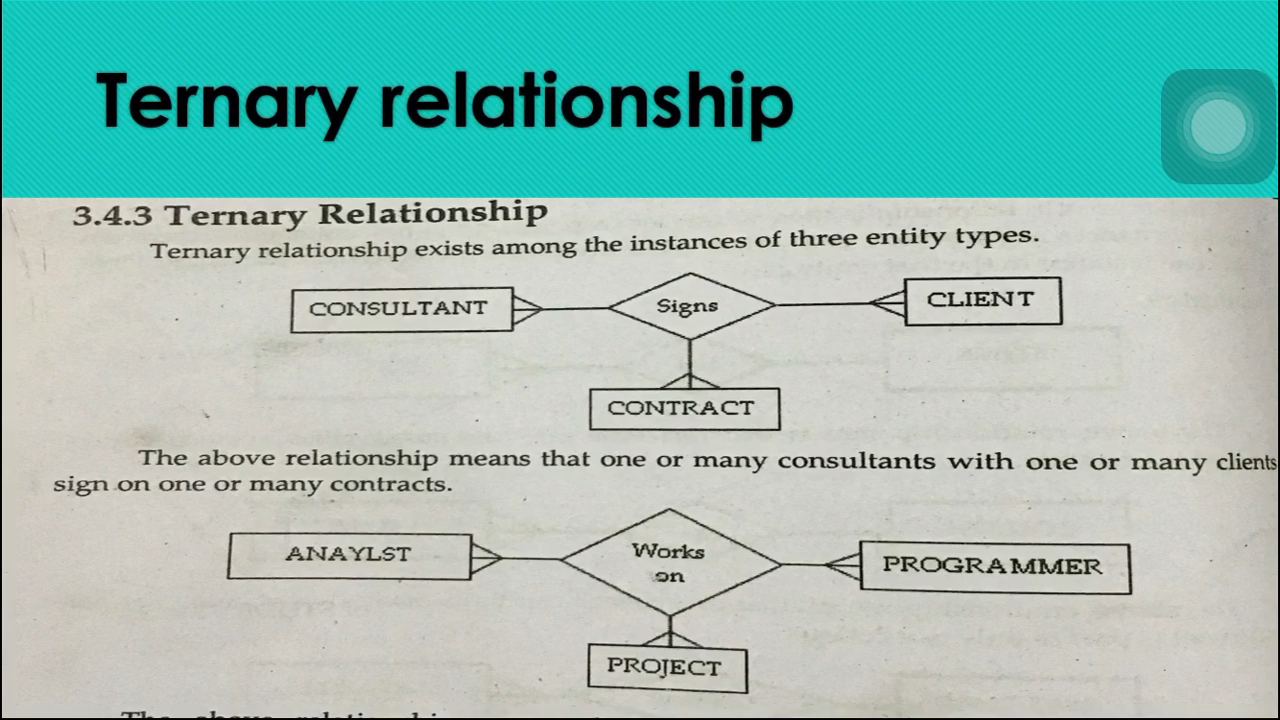 Ternary relationship
3.4.3 Ternary Relationship
Ternary relationship exists among the instances of three entity types.
CONSULTANT
Signs
CLIENT
CONTRACT
The above relationship means that one or many consultants with one or many clients
sign on one or many contracts.
ANAYLST
Works
on
PROGRAMMER
PROJECT
The above